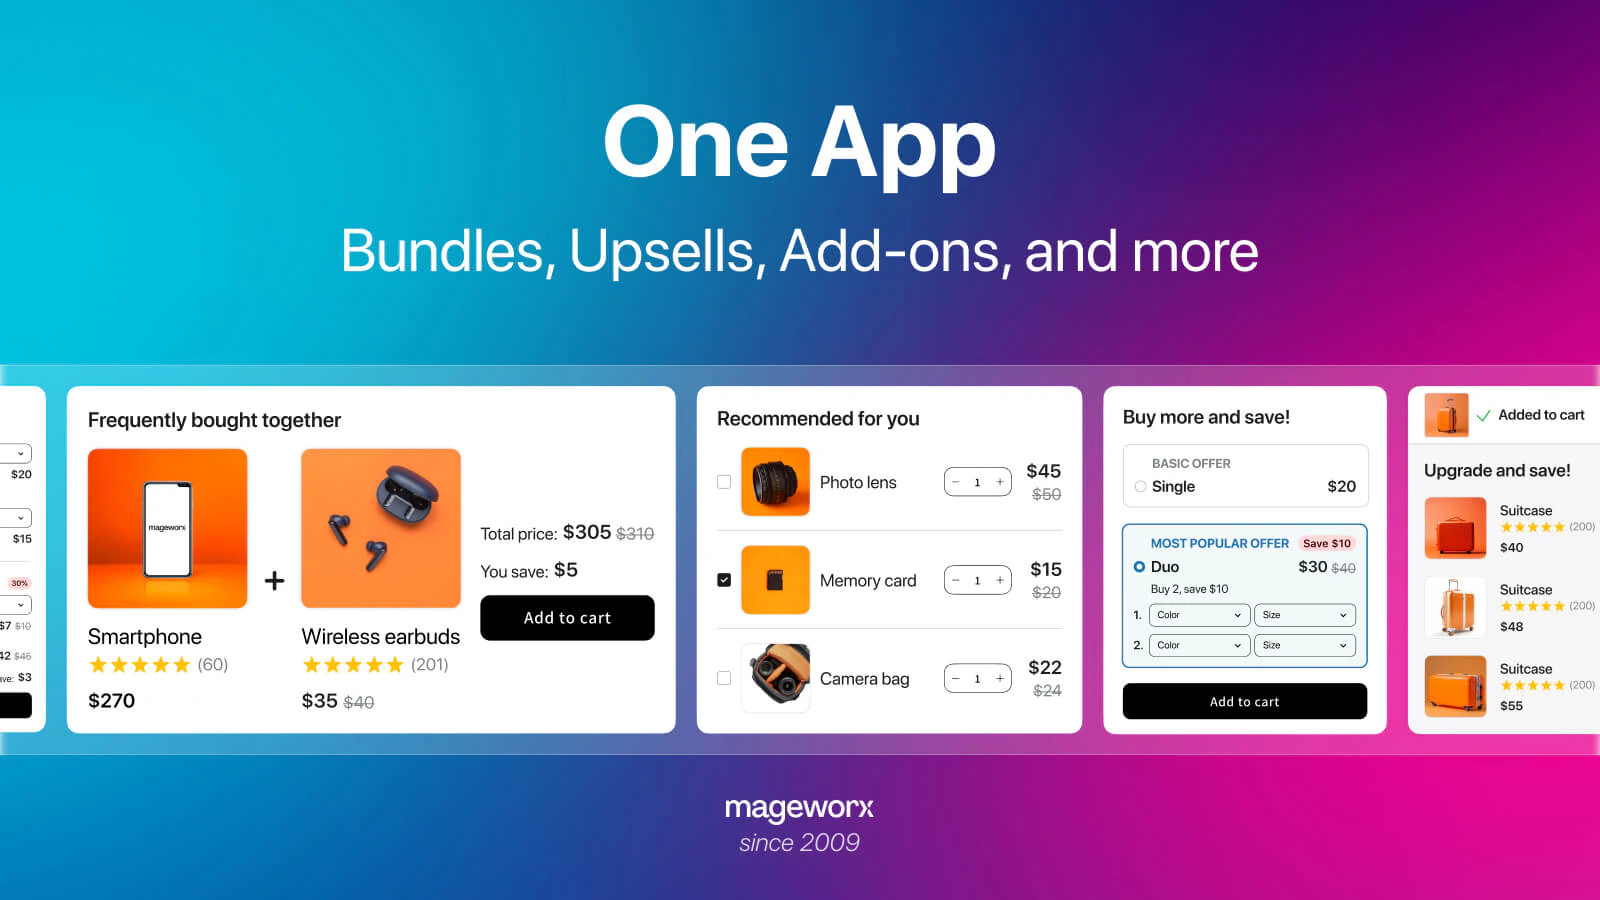 One App
Bundles, Upsells, Add-ons, and more
$20
$15
30%
$7 $10
42 $45
ave: $3
Frequently bought together
mageworx
Smartphone
(60)
$270
+
Wireless earbuds
(201)
$35 $40
Total price: $305 $310
You save: $5
Add to cart
Recommended for you
Photo lens
− 1 +
$45
$50
Memory card
− 1 +
$15
$20
Camera bag
− 1 +
$22
$24
Buy more and save!
BASIC OFFER
Single $20
MOST POPULAR OFFER Save $10
Duo $30 $40
Buy 2, save $10
1. Color Size
2. Color Size
Add to cart
Added to cart
Upgrade and save!
Suitcase
(200)
$40
Suitcase
(200)
$48
Suitcase
(200)
$55
mageworx
since 2009